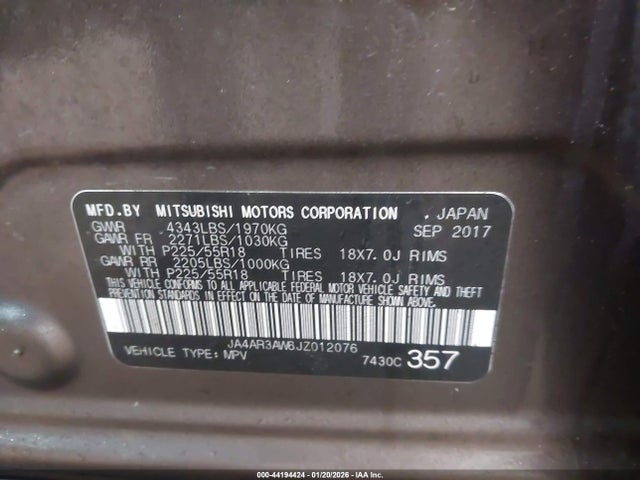 MFD.BY MITSUBISHI MOTORS CORPORATION . JAPAN
GWR 4343LBS/1970KG SEP 2017
GAWR FR 2271LBS/1030KG
WITH P225/55R18 TIRES 18X7.0J RIMS
GAWR RR 2205LBS/1000KG
WITH P225/55R18 TIRES 18X7.0J RIMS
THIS VEHICLE CONFORMS TO ALL APPLICABLE FEDERAL MOTOR VEHICLE SAFETY AND THEFT
PREVENTION STANDARDS IN EFFECT ON THE DATE OF MANUFACTURE SHOWN ABOVE.
JA4AR3AW8JZ012076
VEHICLE TYPE: MPV 7430C 357
000-44194424 | 01/20/2026 - IAA Inc.